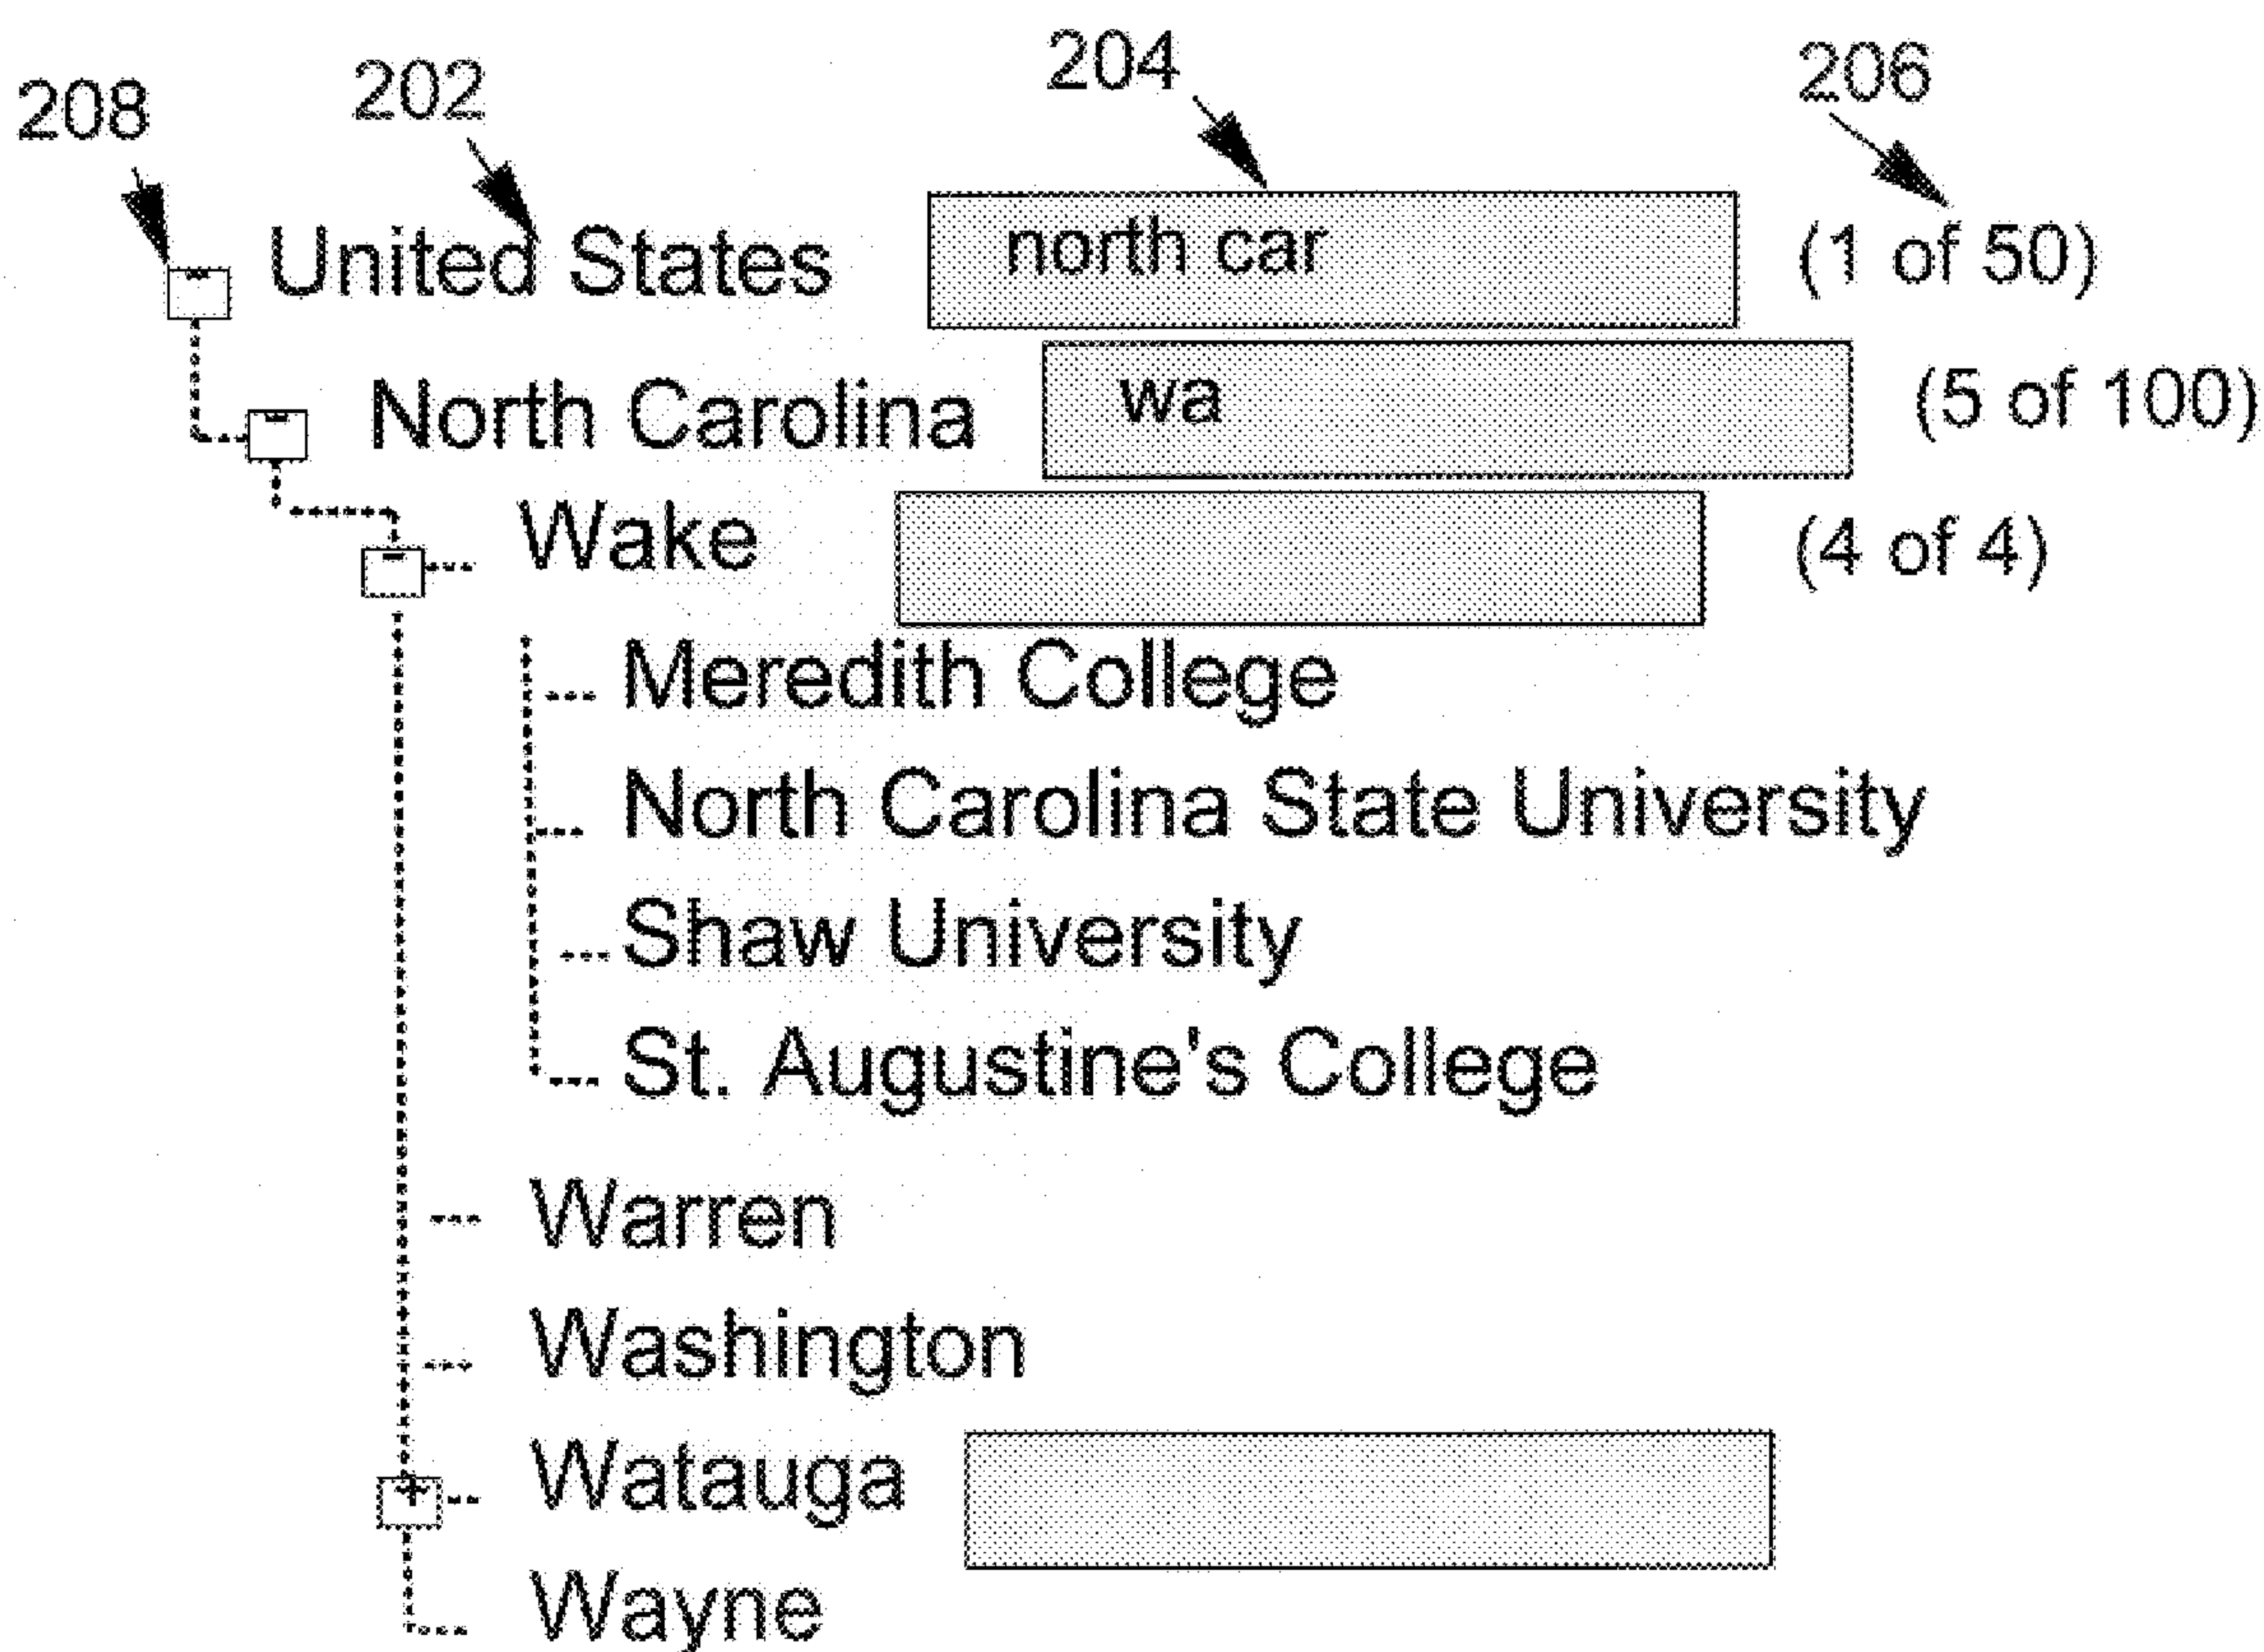 208 202 204 206
United States north car (1 of 50)
North Carolina wa (5 of 100)
Wake (4 of 4)
Meredith College
North Carolina State University
Shaw University
St. Augustine's College
Warren
Washington
Watauga
Wayne